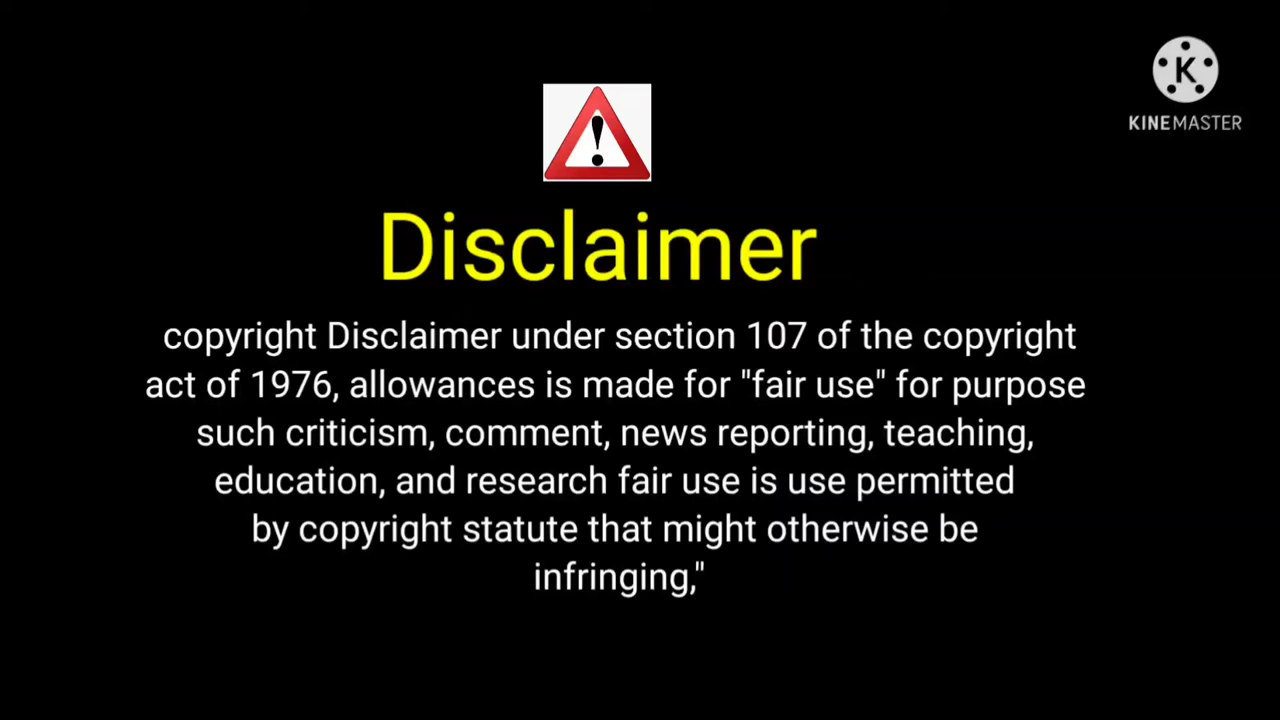 K
KINEMASTER
!
Disclaimer
copyright Disclaimer under section 107 of the copyright
act of 1976, allowances is made for "fair use" for purpose
such criticism, comment, news reporting, teaching,
education, and research fair use is use permitted
by copyright statute that might otherwise be
infringing,"